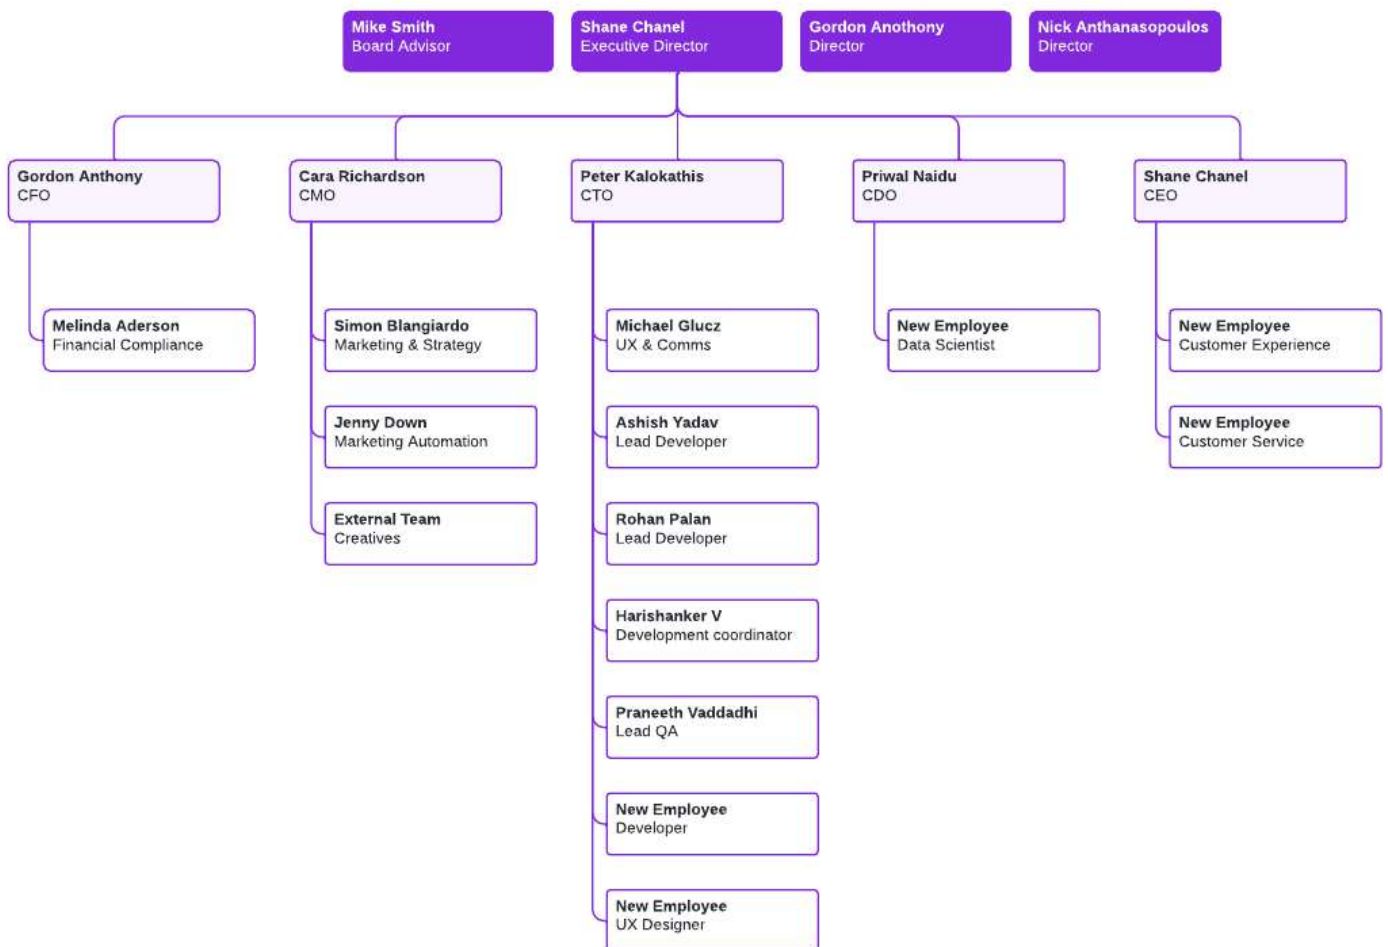 Mike Smith
Board Advisor
Shane Chanel
Executive Director
Gordon Anothony
Director
Nick Anthanasopoulos
Director
Gordon Anthony
CFO
Cara Richardson
CMO
Peter Kalokathis
CTO
Priwal Naidu
CDO
Shane Chanel
CEO
Melinda Aderson
Financial Compliance
Simon Blangiardo
Marketing & Strategy
Jenny Down
Marketing Automation
External Team
Creatives
Michael Glucz
UX & Comms
Ashish Yadav
Lead Developer
Rohan Palan
Lead Developer
Harishanker V
Development coordinator
Praneeth Vaddadhi
Lead QA
New Employee
Developer
New Employee
UX Designer
New Employee
Data Scientist
New Employee
Customer Experience
New Employee
Customer Service